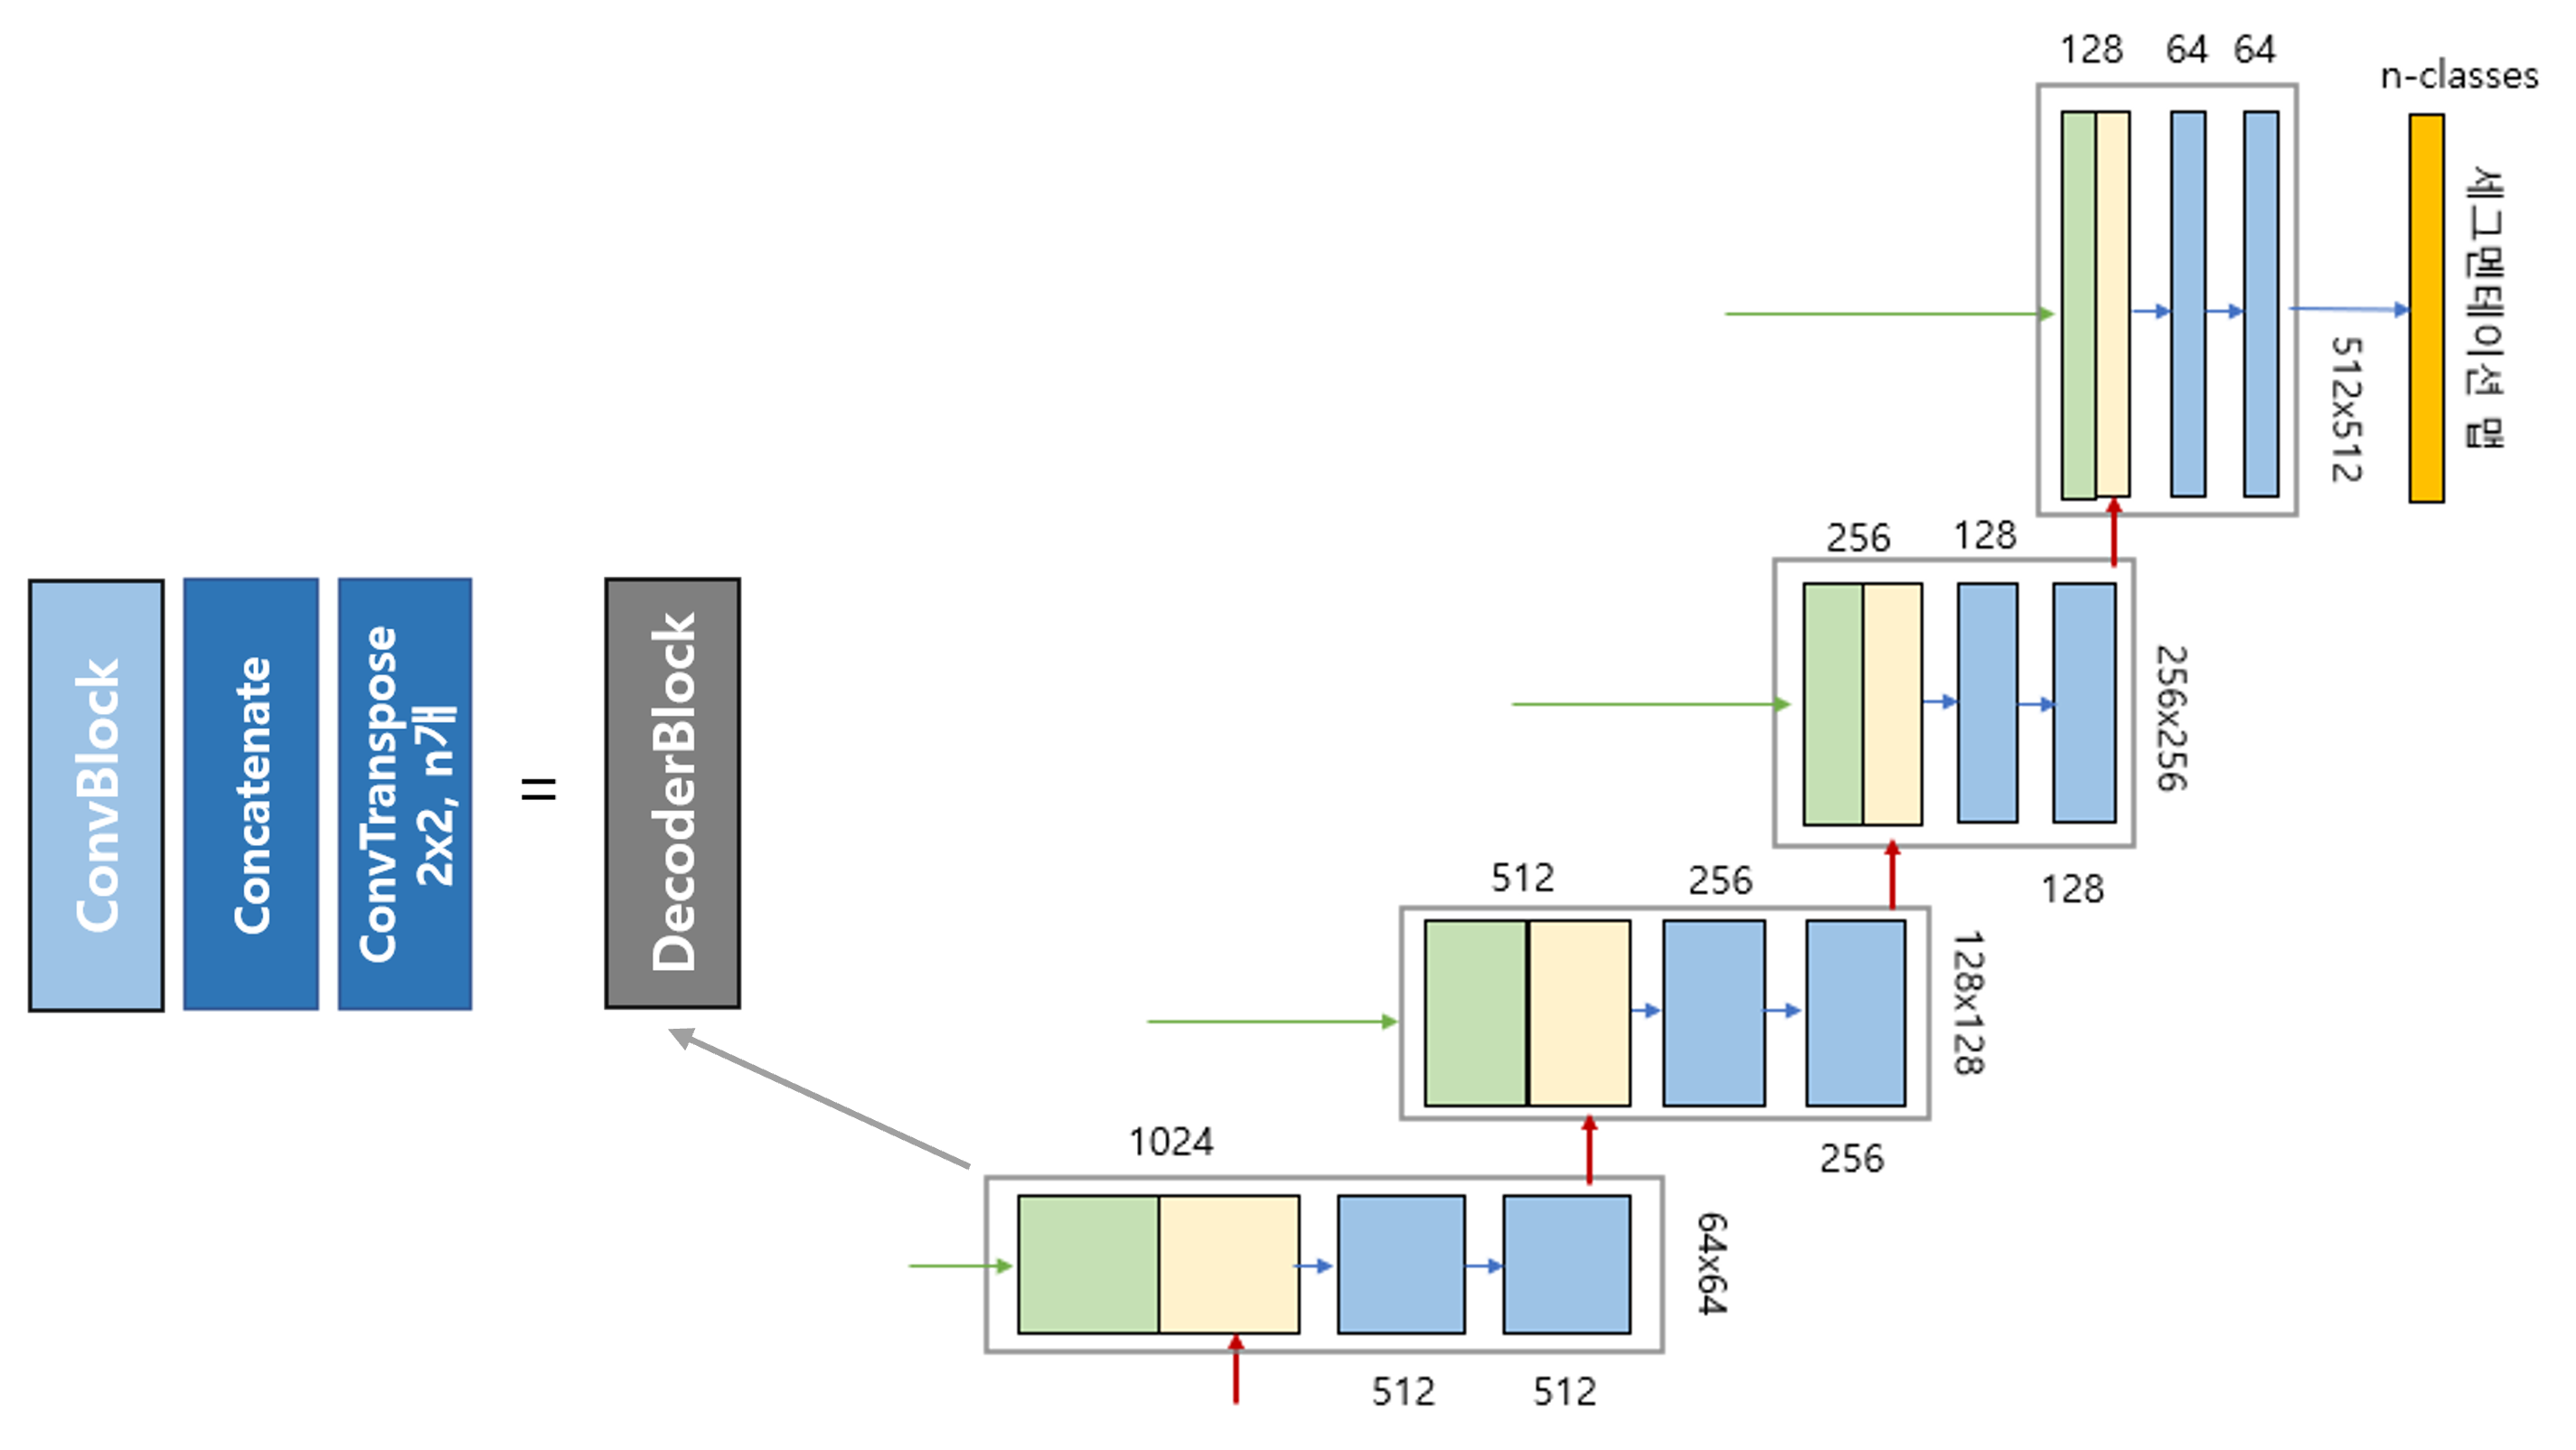 128 64 64
n-classes
세그멘테이션 맵
512x512
256 128
256x256
128
512 256
128x128
256
1024
64x64
512 512
ConvBlock
Concatenate
ConvTranspose
2x2, n개
=
DecoderBlock